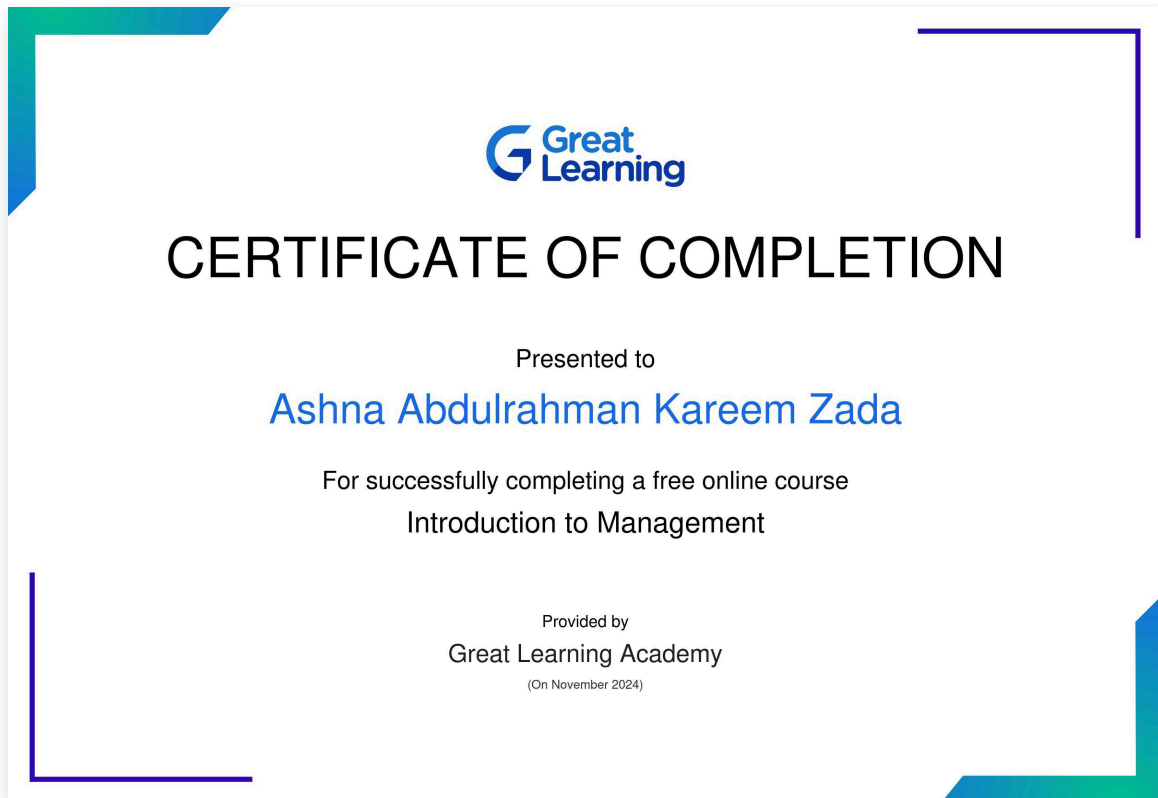 Great
Learning
CERTIFICATE OF COMPLETION
Presented to
Ashna Abdulrahman Kareem Zada
For successfully completing a free online course
Introduction to Management
Provided by
Great Learning Academy
(On November 2024)